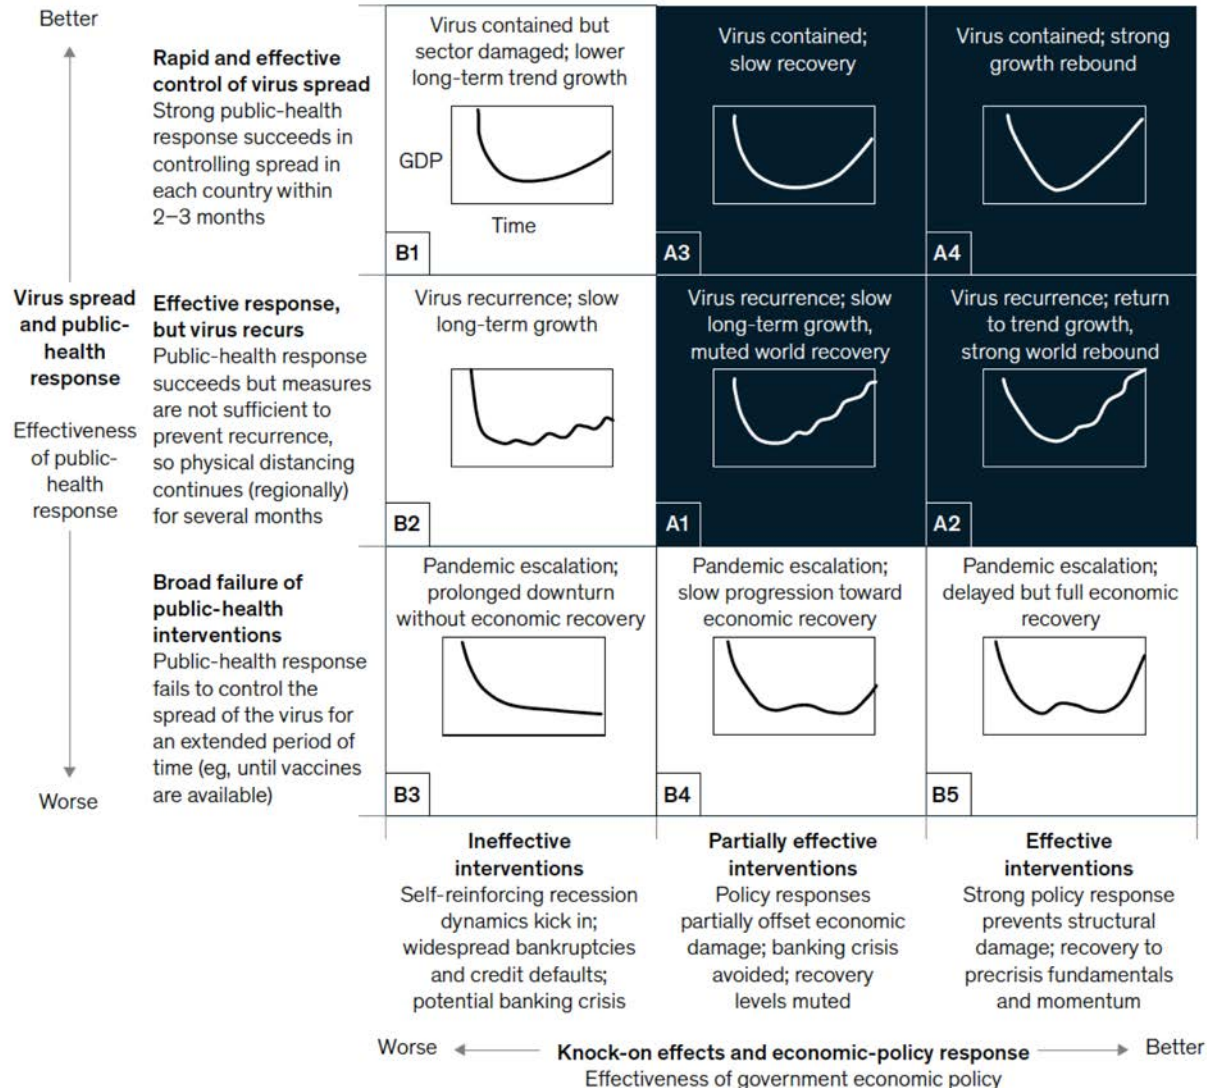 Better
Rapid and effective
control of virus spread
Strong public-health
response succeeds in
controlling spread in
each country within
2–3 months
Virus contained but
sector damaged; lower
long-term trend growth
GDP
Time
B1
Virus contained;
slow recovery
A3
Virus contained; strong
growth rebound
A4
Virus spread
and public-
health
response
Effectiveness
of public-
health
response
Effective response,
but virus recurs
Public-health response
succeeds but measures
are not sufficient to
prevent recurrence,
so physical distancing
continues (regionally)
for several months
Virus recurrence; slow
long-term growth
B2
Virus recurrence; slow
long-term growth,
muted world recovery
A1
Virus recurrence; return
to trend growth,
strong world rebound
A2
Broad failure of
public-health
interventions
Public-health response
fails to control the
spread of the virus for
an extended period of
time (eg, until vaccines
are available)
Worse
Pandemic escalation;
prolonged downturn
without economic recovery
B3
Pandemic escalation;
slow progression toward
economic recovery
B4
Pandemic escalation;
delayed but full economic
recovery
B5
Ineffective
interventions
Self-reinforcing recession
dynamics kick in;
widespread bankruptcies
and credit defaults;
potential banking crisis
Partially effective
interventions
Policy responses
partially offset economic
damage; banking crisis
avoided; recovery
levels muted
Effective
interventions
Strong policy response
prevents structural
damage; recovery to
precrisis fundamentals
and momentum
Worse
Knock-on effects and economic-policy response
Better
Effectiveness of government economic policy